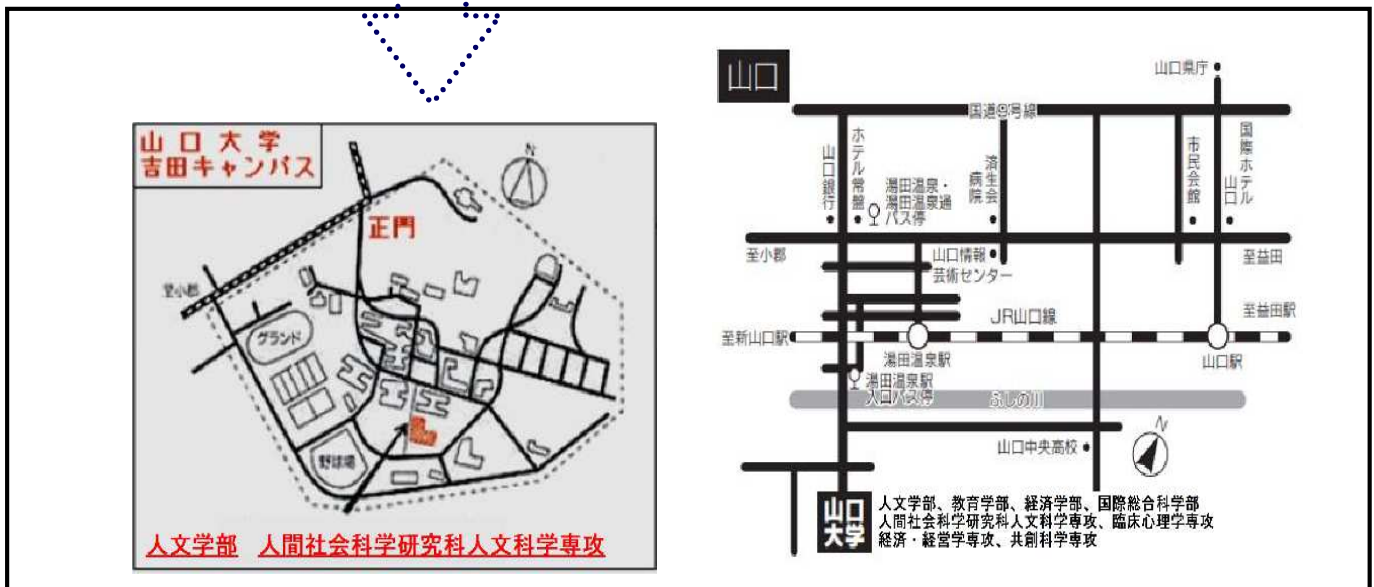 山口大学
吉田キャンパス
N
正門
至小郡
グランド
野球場
人文学部 人間社会科学研究科人文科学専攻
山口
山口県庁
国道9号線
山口銀行
ホテル常盤
湯田温泉・
湯田温泉通
バス停
済生会
病院
市民会館
国際ホテル
山口
至小郡
山口情報
芸術センター
至益田
JR山口線
至益田駅
至新山口駅
湯田温泉駅
山口駅
湯田温泉駅
入口バス停
ふしの川
山口中央高校
N
山口
大学
人文学部、教育学部、経済学部、国際総合科学部
人間社会科学研究科人文科学専攻、臨床心理学専攻
経済・経営学専攻、共創科学専攻